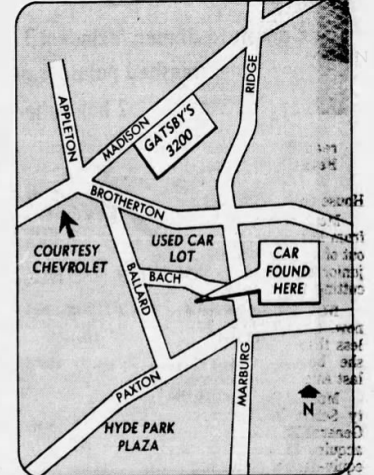 RIDGE
APPLETON
MADISON
GATSBY'S
3200
BROTHERTON
COURTESY
CHEVROLET
USED CAR
LOT
CAR
FOUND
HERE
BALLARD
BACH
PAXTON
MARBURG
HYDE PARK
PLAZA
N